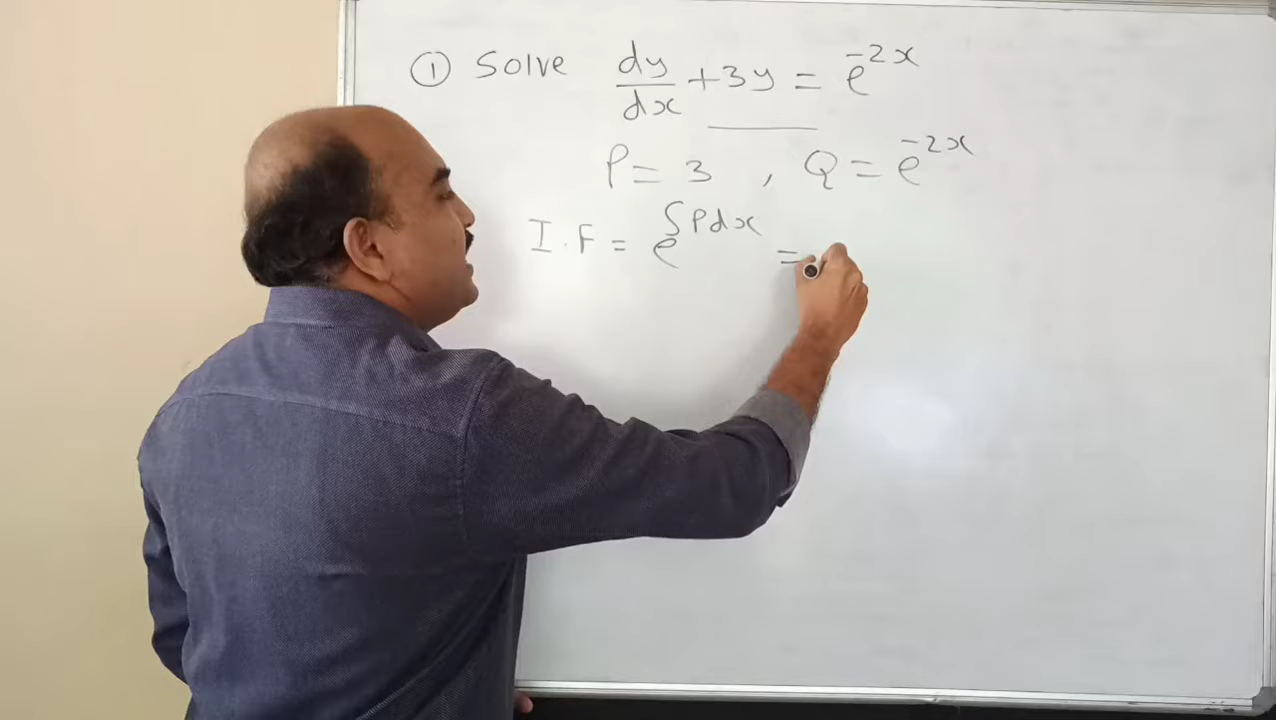 ① Solve dy/dx + 3y = e^{-2x}
P = 3 , Q = e^{-2x}
I.F = e^{∫Pdx} =